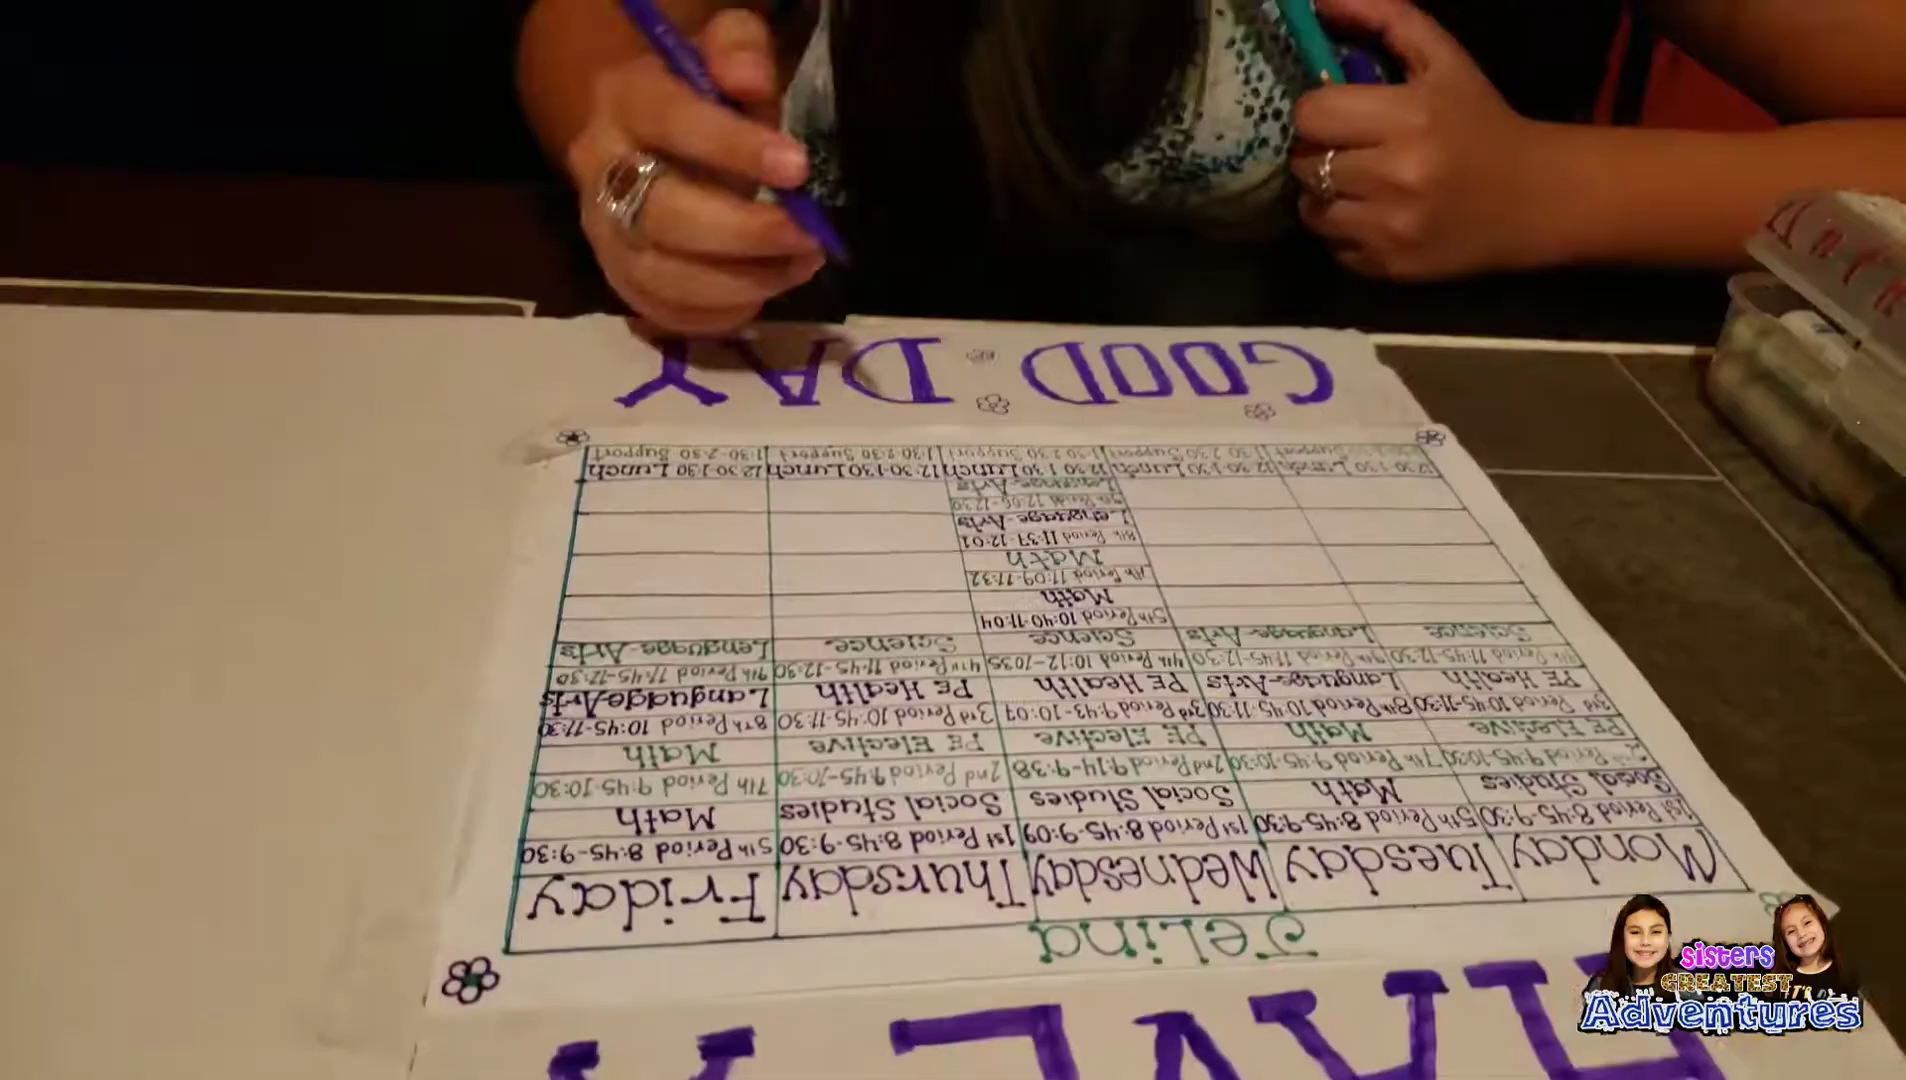 HAVE A
Jelina
Monday Tuesday Wednesday Thursday Friday
1st Period 8:45-9:30 5th Period 8:45-9:30 1st Period 8:45-9:09 1st Period 8:45-9:30 5th Period 8:45-9:30
Social Studies Math Social Studies Social Studies Math
Period 9:45-10:30 7th Period 9:45-10:30 2nd Period 9:14-9:38 2nd Period 9:45-10:30 7th Period 9:45-10:30
PE Elective Math PE Elective PE Elective Math
3rd Period 10:45-11:30 8th Period 10:45-11:30 3rd Period 9:43-10:07 3rd Period 10:45-11:30 8th Period 10:45-11:30
PE Health Language-Arts PE Health PE Health Language Arts
Period 11:45-12:30 9th Period 11:45-12:30 4th Period 10:12-10:35 4th Period 11:45-12:30 9th Period 11:45-12:30
Science Language-Arts Science Science Language-Arts
5th Period 10:40-11:04
Math
7th Period 11:09-11:32
Math
8th Period 11:37-12:01
Language-Arts
9th Period 12:06-12:30
Language-Arts
12:30-1:30 Lunch 12:30-1:30 Lunch 12:30-1:30 Lunch 12:30-1:30 Lunch 12:30-1:30 Lunch
Support 1:30-2:30 Support 1:30-2:30 Support 1:30-2:30 Support 1:30-2:30 Support
GOOD DAY
sisters
GREATEST
Adventures